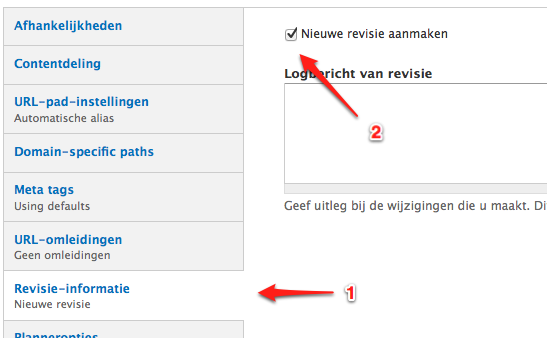 Afhankelijkheden
Contentdeling
URL-pad-instellingen
Automatische alias
Domain-specific paths
Meta tags
Using defaults
URL-omleidingen
Geen omleidingen
Revisie-informatie
Nieuwe revisie
Planneropties
Nieuwe revisie aanmaken
Logbericht van revisie
Geef uitleg bij de wijzigingen die u maakt. Di
2
1